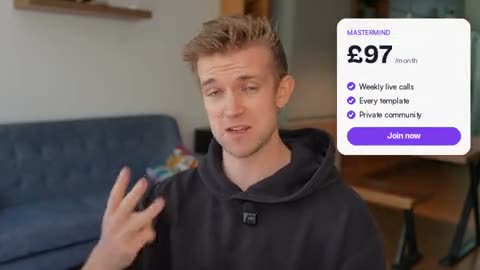 MASTERMIND
£97 /month
Weekly live calls
Every template
Private community
Join now